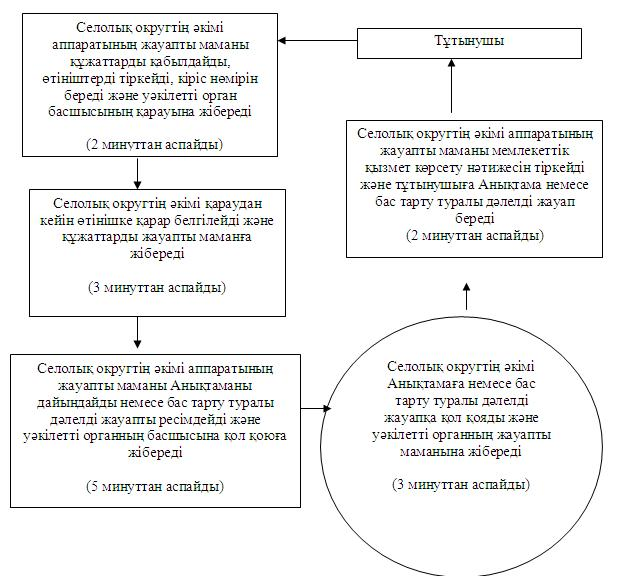 Тұтынушы
Селолық округтің әкімі
аппаратының жауапты маманы
құжаттарды қабылдайды,
өтініштерді тіркейді, кіріс нөмірін
береді және уәкілетті орган
басшысының қарауына жібереді
(2 минуттан аспайды)
Селолық округтің әкімі қараудан
кейін өтінішке қарар белгілейді және
құжаттарды жауапты маманға
жібереді
(3 минуттан аспайды)
Селолық округтің әкімі аппаратының
жауапты маманы Анықтаманы
дайындайды немесе бас тарту туралы
дәлелді жауапты ресімдейді және
уәкілетті органның басшысына қол қоюға
жібереді
(5 минуттан аспайды)
Селолық округтің әкімі
Анықтамаға немесе бас
тарту туралы дәлелді
жауапқа қол қояды және
уәкілетті органның жауапты
маманына жібереді
(3 минуттан аспайды)
Селолық округтің әкімі аппаратының
жауапты маманы мемлекеттік
қызмет көрсету нәтижесін тіркейді
және тұтынушыға Анықтама немесе
бас тарту туралы дәлелді жауап
береді
(2 минуттан аспайды)